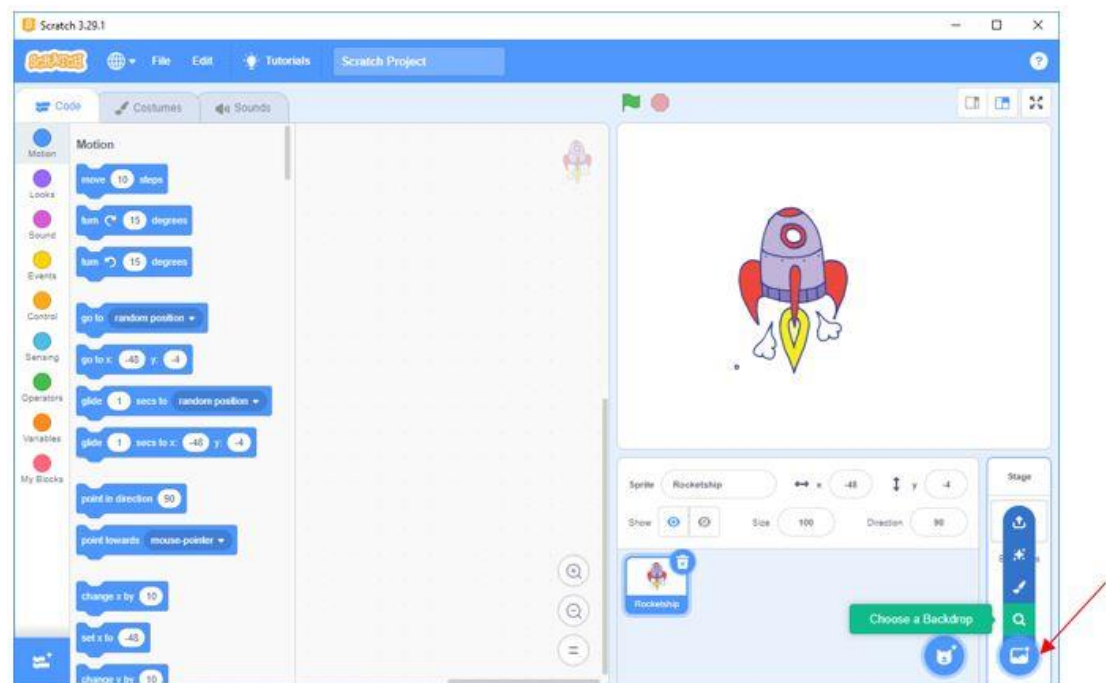 Scratch 3.29.1
SCRATCH File Edit Tutorials Scratch Project ?
Code Costumes Sounds
Motion
Looks
Sound
Events
Control
Sensing
Operators
Variables
My Blocks
Motion
move 10 steps
turn 15 degrees
turn 15 degrees
go to random position
go to x: -48 y: -4
glide 1 secs to random position
glide 1 secs to x: -48 y: -4
point in direction 90
point towards mouse-pointer
change x by 10
set x to -48
change y by 10
Sprite Rocketship x -48 y -4
Show Size 100 Direction 90
Rocketship
Stage
Choose a Backdrop